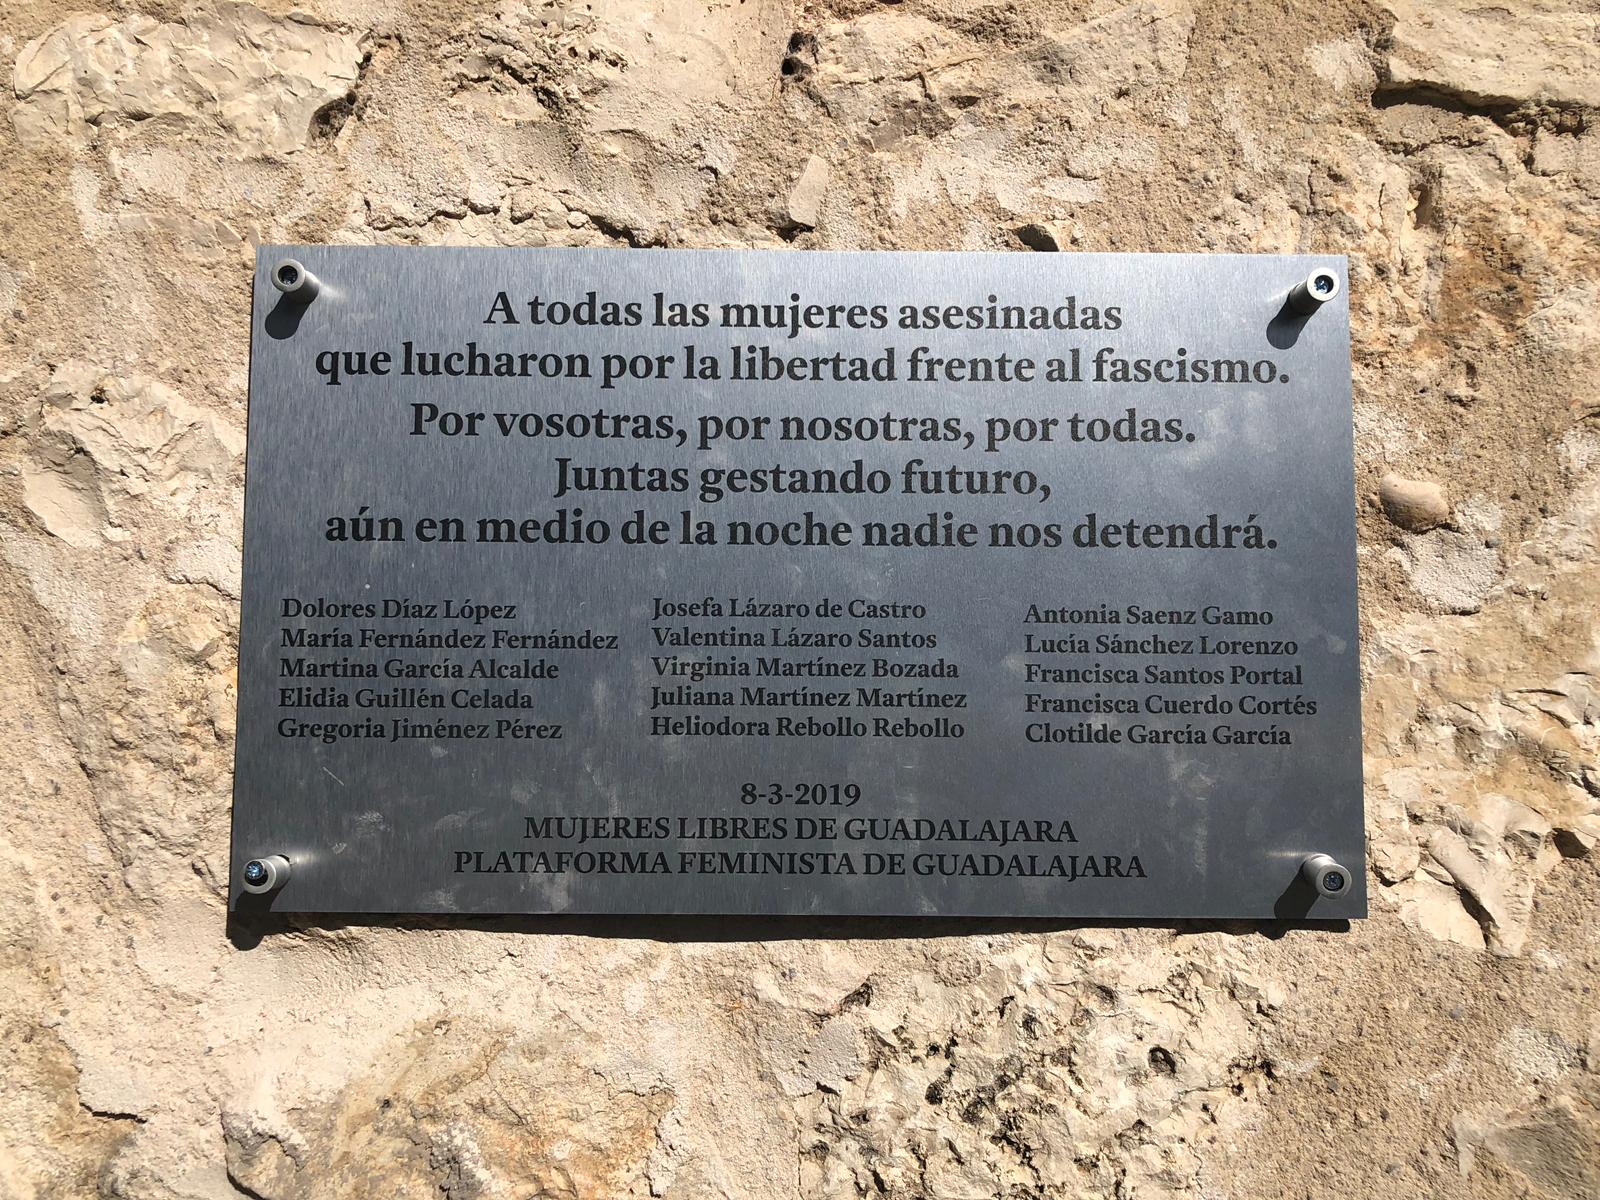 A todas las mujeres asesinadas
que lucharon por la libertad frente al fascismo.
Por vosotras, por nosotras, por todas.
Juntas gestando futuro,
aún en medio de la noche nadie nos detendrá.
Dolores Díaz López
María Fernández Fernández
Martina García Alcalde
Elidia Guillén Celada
Gregoria Jiménez Pérez
Josefa Lázaro de Castro
Valentina Lázaro Santos
Virginia Martínez Bozada
Juliana Martínez Martínez
Heliodora Rebollo Rebollo
Antonia Saenz Gamo
Lucía Sánchez Lorenzo
Francisca Santos Portal
Francisca Cuerdo Cortés
Clotilde García García
8-3-2019
MUJERES LIBRES DE GUADALAJARA
PLATAFORMA FEMINISTA DE GUADALAJARA